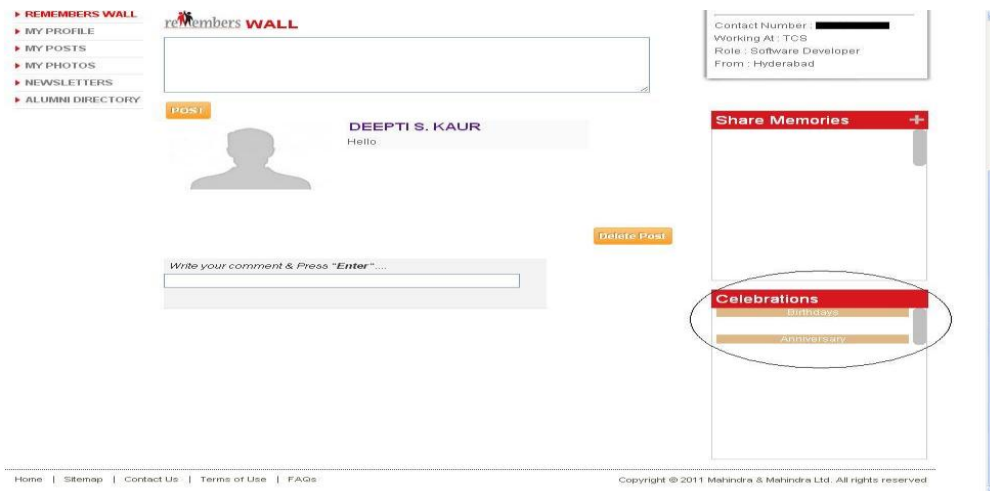 REMEMBERS WALL
MY PROFILE
MY POSTS
MY PHOTOS
NEWSLETTERS
ALUMNI DIRECTORY
reMembers WALL
POST
DEEPTI S. KAUR
Hello
Delete Post
Write your comment & Press "Enter"....
Contact Number :
Working At : TCS
Role : Software Developer
From : Hyderabad
Share Memories +
Celebrations
Birthdays
Anniversary
Home | Sitemap | Contact Us | Terms of Use | FAQs
Copyright © 2011 Mahindra & Mahindra Ltd. All rights reserved